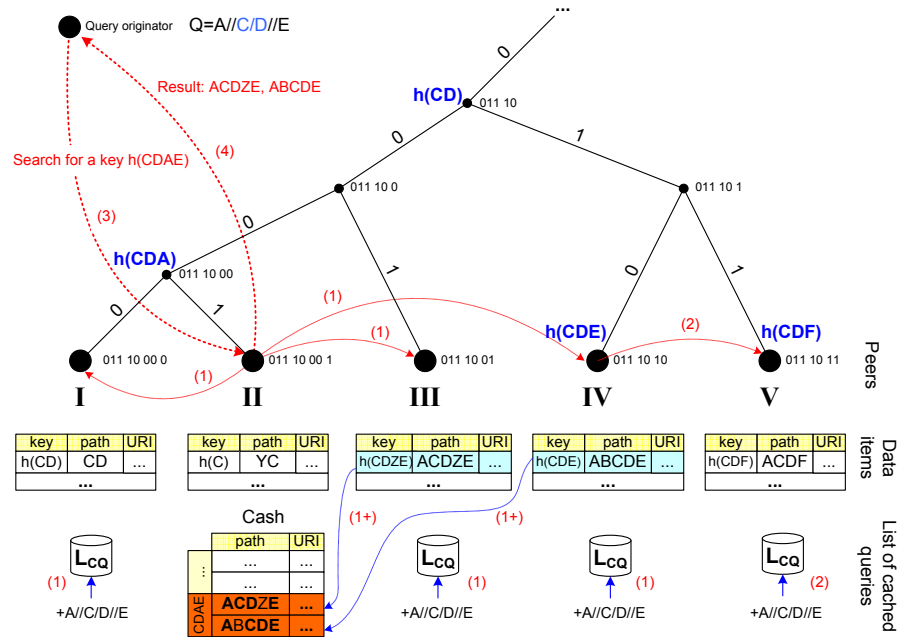 ...
Query originator
Q=A//C/D//E
0
h(CD)
011 10
Result: ACDZE, ABCDE
0
1
(4)
Search for a key h(CDAE)
011 10 0
011 10 1
(3)
0
h(CDA)
011 10 00
1
0
1
0
1
(1)
(1)
h(CDE)
(2)
h(CDF)
011 10 00 0
(1)
011 10 00 1
011 10 01
011 10 10
011 10 11
I
II
III
IV
V
Peers
key path URI
h(CD) CD ...
...
key path URI
h(C) YC ...
...
key path URI
h(CDZE) ACDZE ...
...
key path URI
h(CDE) ABCDE ...
...
key path URI
h(CDF) ACDF ...
...
Data items
Cash
(1+)
(1+)
path URI
... ...
... ...
...
CDAE
ACDZE ...
ABCDE ...
LCQ
(1)
+A//C/D//E
LCQ
(1)
+A//C/D//E
LCQ
(1)
+A//C/D//E
LCQ
(2)
+A//C/D//E
List of cached queries